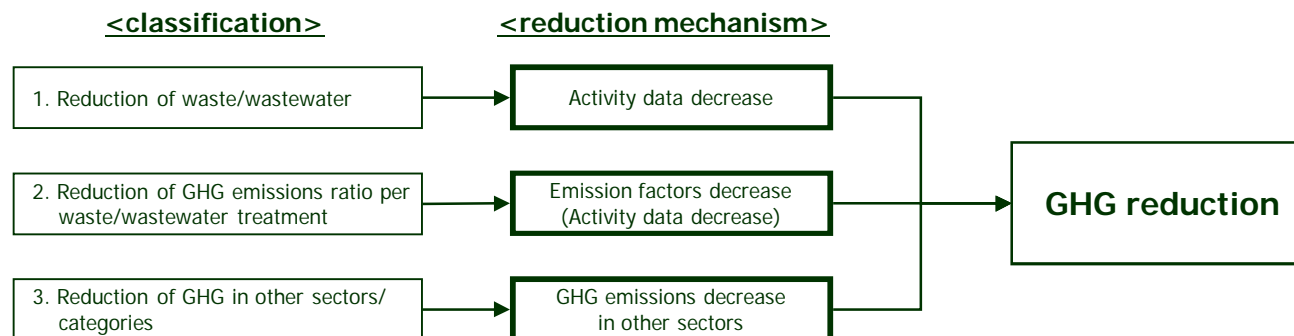 <classification>
<reduction mechanism>
1. Reduction of waste/wastewater
Activity data decrease
2. Reduction of GHG emissions ratio per
waste/wastewater treatment
Emission factors decrease
(Activity data decrease)
3. Reduction of GHG in other sectors/
categories
GHG emissions decrease
in other sectors
GHG reduction